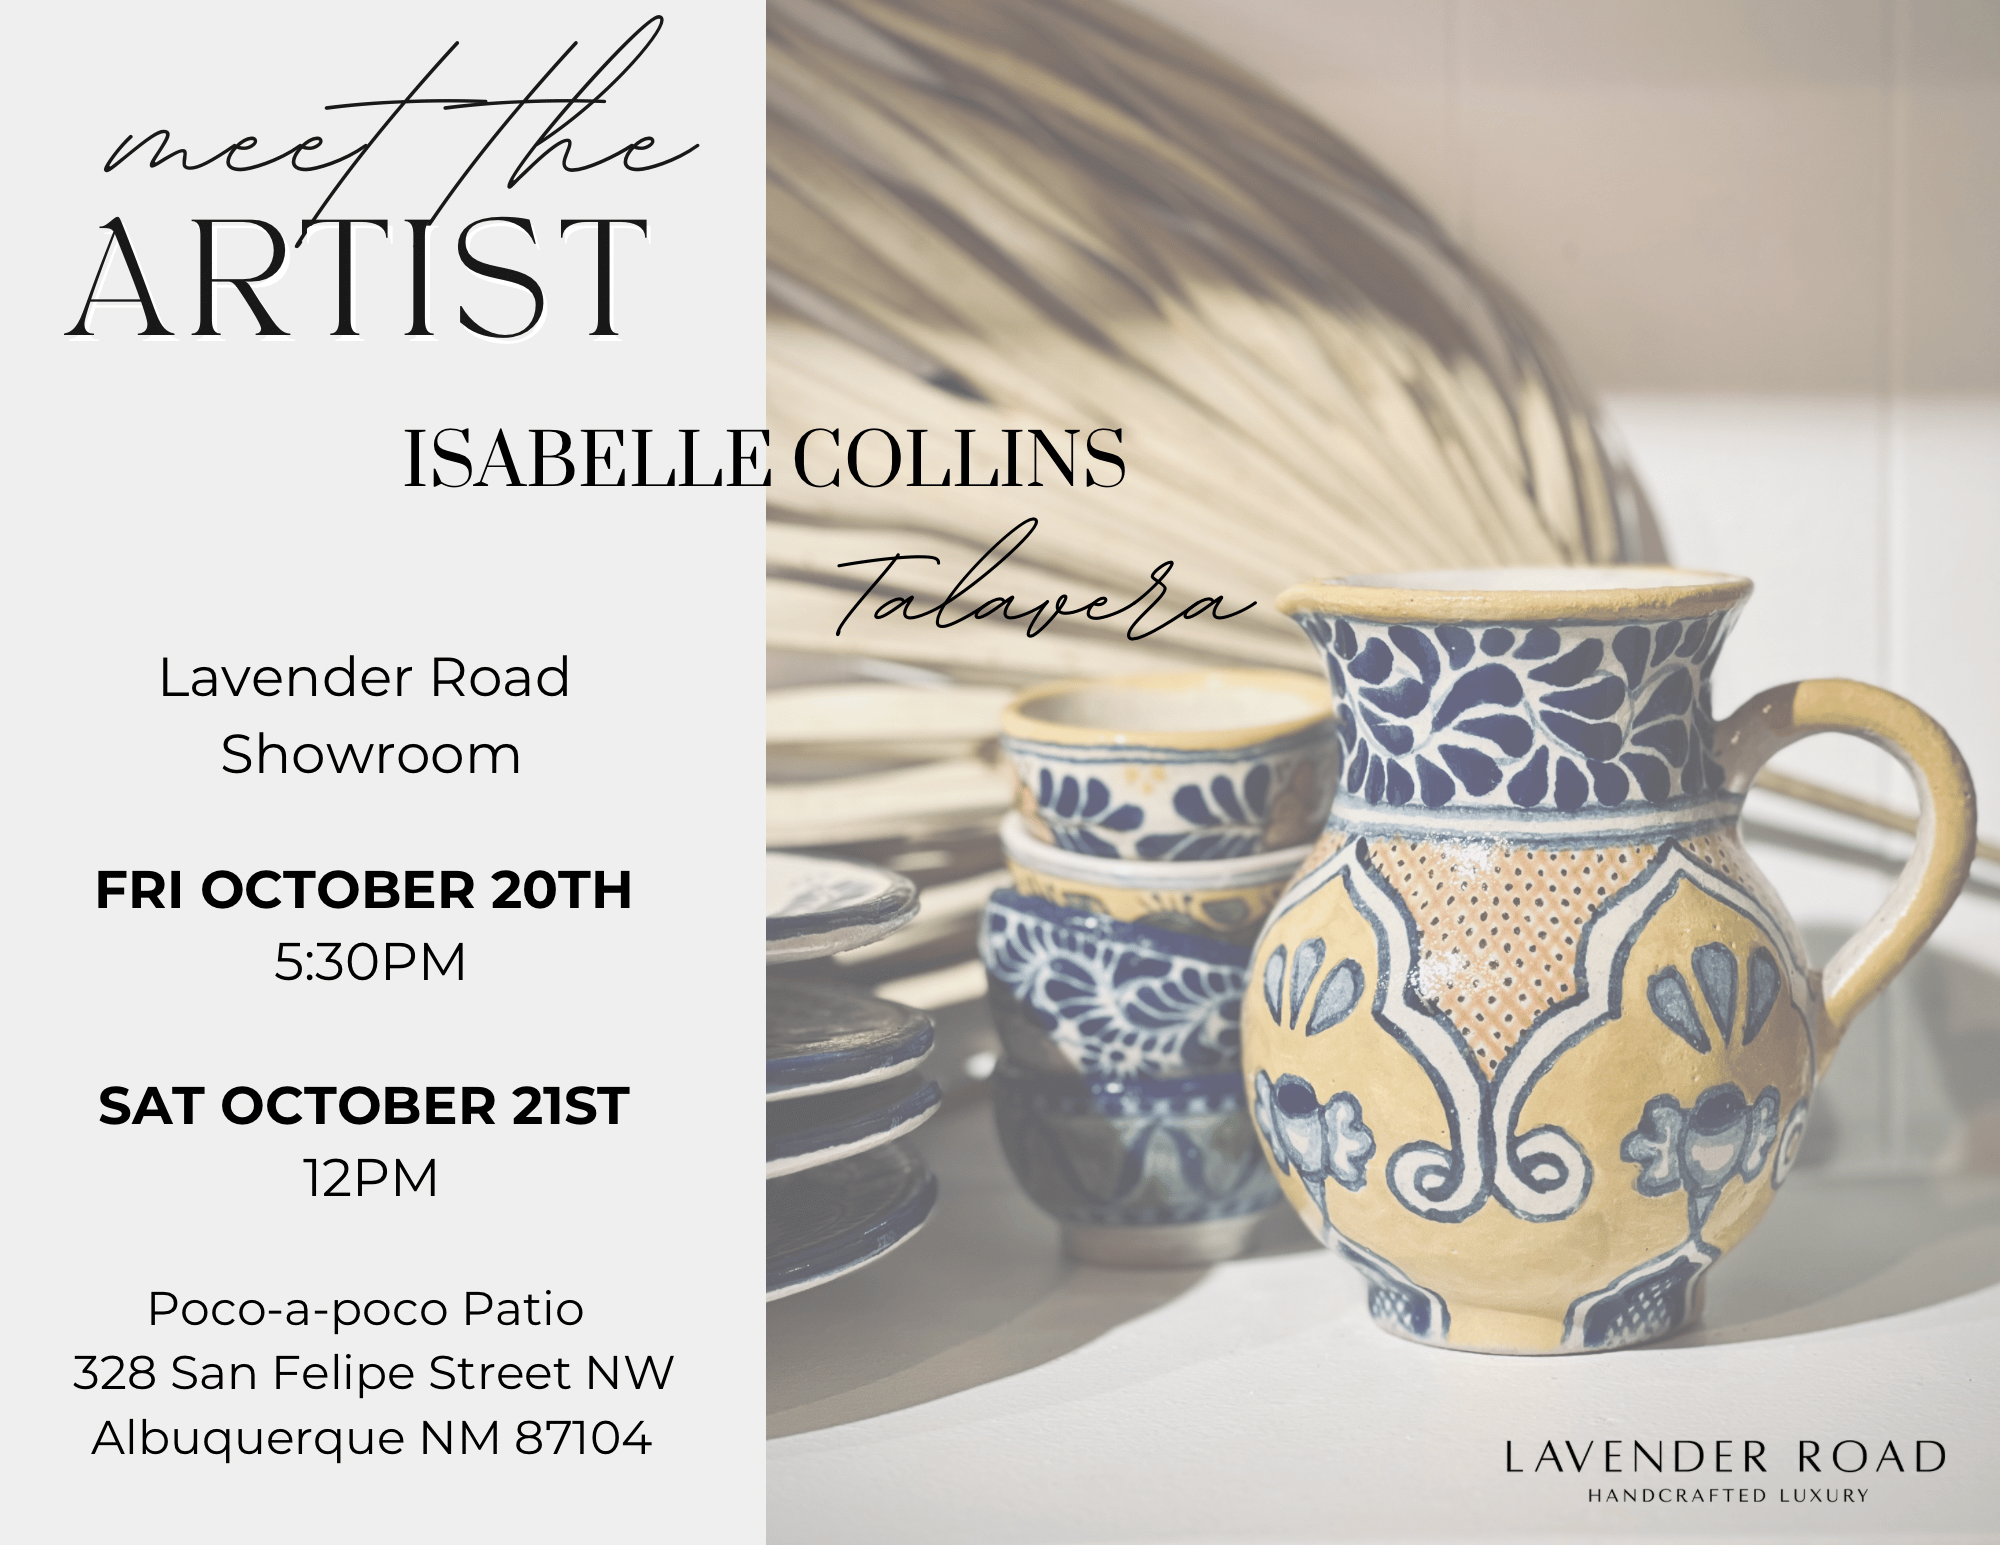 meet the
ARTIST
ISABELLE COLLINS
Talavera
Lavender Road
Showroom
FRI OCTOBER 20TH
5:30PM
SAT OCTOBER 21ST
12PM
Poco-a-poco Patio
328 San Felipe Street NW
Albuquerque NM 87104
LAVENDER ROAD
HANDCRAFTED LUXURY